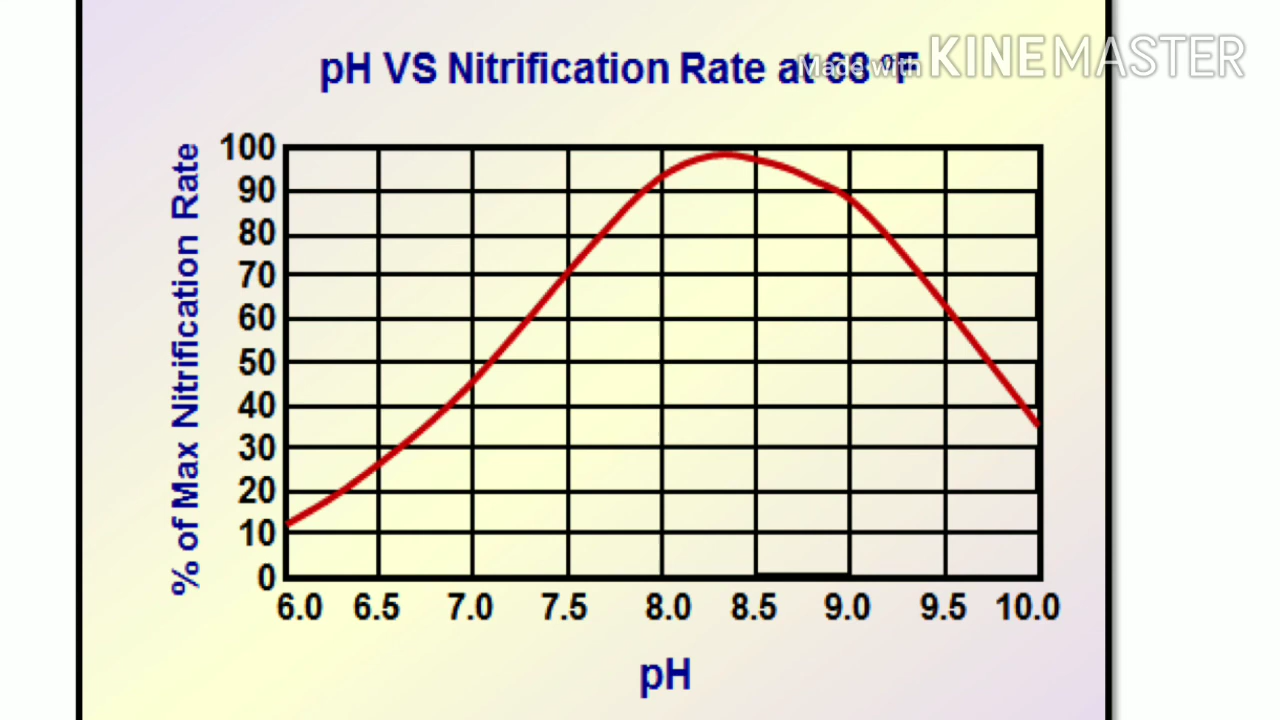 pH VS Nitrification Rate at 68 °F
Made with KINEMASTER
% of Max Nitrification Rate
100
90
80
70
60
50
40
30
20
10
0
6.0 6.5 7.0 7.5 8.0 8.5 9.0 9.5 10.0
pH